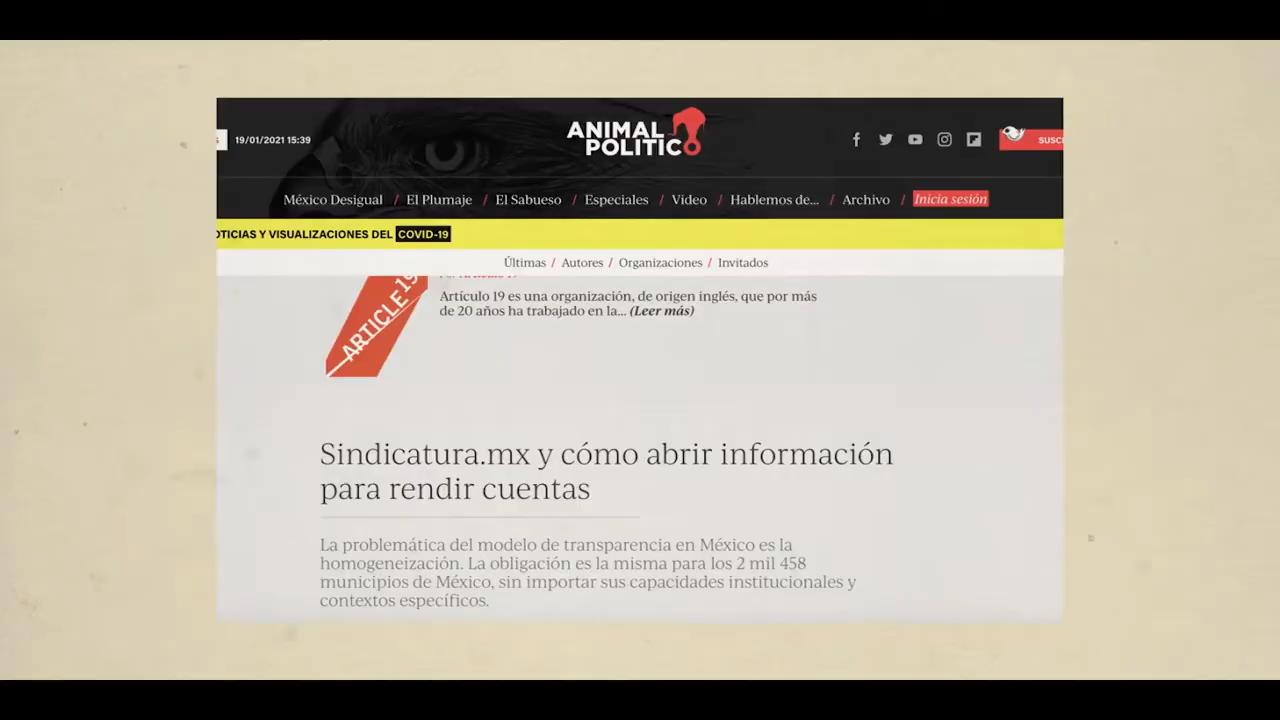 19/01/2021 15:39
ANIMAL
POLITICO
SUSC
México Desigual / El Plumaje / El Sabueso / Especiales / Video / Hablemos de... / Archivo / Inicia sesión
OTICIAS Y VISUALIZACIONES DEL COVID-19
Últimas / Autores / Organizaciones / Invitados
ARTICLE 19
Artículo 19 es una organización, de origen inglés, que por más
de 20 años ha trabajado en la... (Leer más)
Sindicatura.mx y cómo abrir información
para rendir cuentas
La problemática del modelo de transparencia en México es la
homogeneización. La obligación es la misma para los 2 mil 458
municipios de México, sin importar sus capacidades institucionales y
contextos específicos.